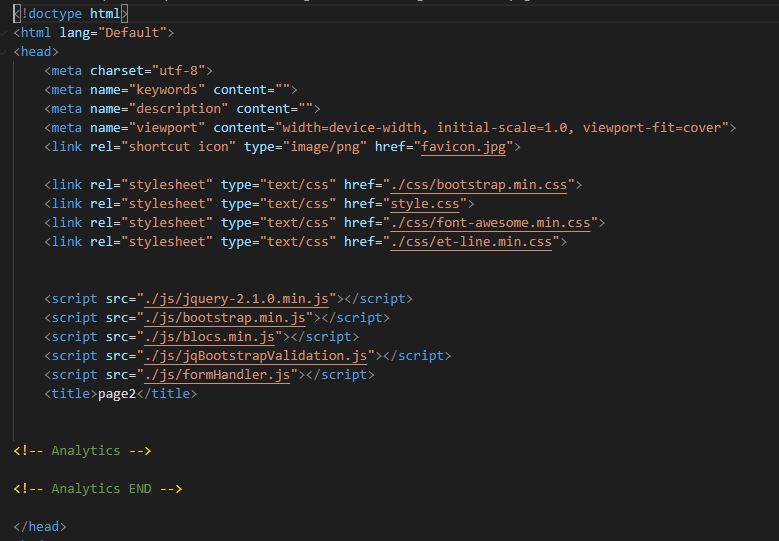 <!doctype html>
<html lang="Default">
<head>
    <meta charset="utf-8">
    <meta name="keywords" content="">
    <meta name="description" content="">
    <meta name="viewport" content="width=device-width, initial-scale=1.0, viewport-fit=cover">
    <link rel="shortcut icon" type="image/png" href="favicon.jpg">

    <link rel="stylesheet" type="text/css" href="./css/bootstrap.min.css">
    <link rel="stylesheet" type="text/css" href="style.css">
    <link rel="stylesheet" type="text/css" href="./css/font-awesome.min.css">
    <link rel="stylesheet" type="text/css" href="./css/et-line.min.css">


    <script src="./js/jquery-2.1.0.min.js"></script>
    <script src="./js/bootstrap.min.js"></script>
    <script src="./js/blocs.min.js"></script>
    <script src="./js/jqBootstrapValidation.js"></script>
    <script src="./js/formHandler.js"></script>
    <title>page2</title>


<!-- Analytics -->

<!-- Analytics END -->

</head>